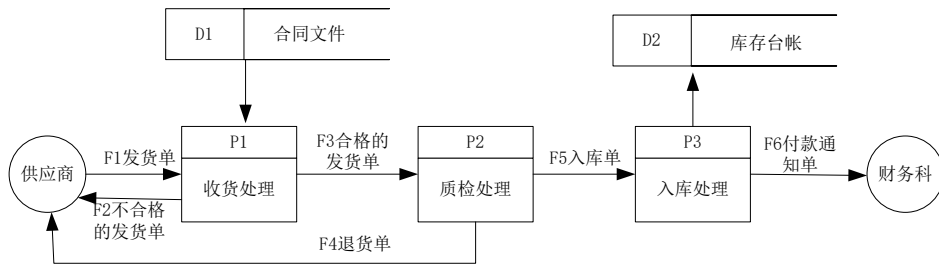 D1
合同文件
D2
库存台帐
供应商
F1发货单
P1
收货处理
F3合格的
发货单
P2
质检处理
F5入库单
P3
入库处理
F6付款通
知单
财务科
F2不合格
的发货单
F4退货单